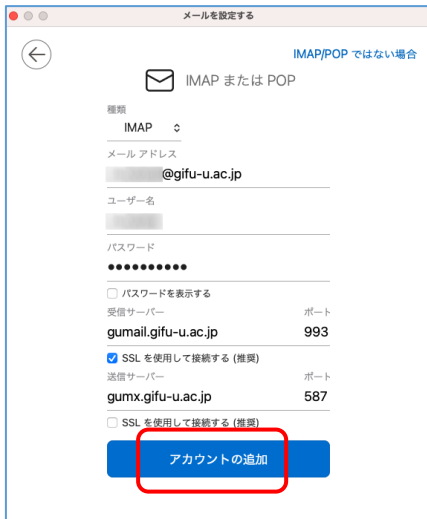 メールを設定する
IMAP/POP ではない場合
IMAP または POP
種類
IMAP
メール アドレス
@gifu-u.ac.jp
ユーザー名
パスワード
●●●●●●●●●●
パスワードを表示する
受信サーバー ポート
gumail.gifu-u.ac.jp 993
SSL を使用して接続する (推奨)
送信サーバー ポート
gumx.gifu-u.ac.jp 587
SSL を使用して接続する (推奨)
アカウントの追加